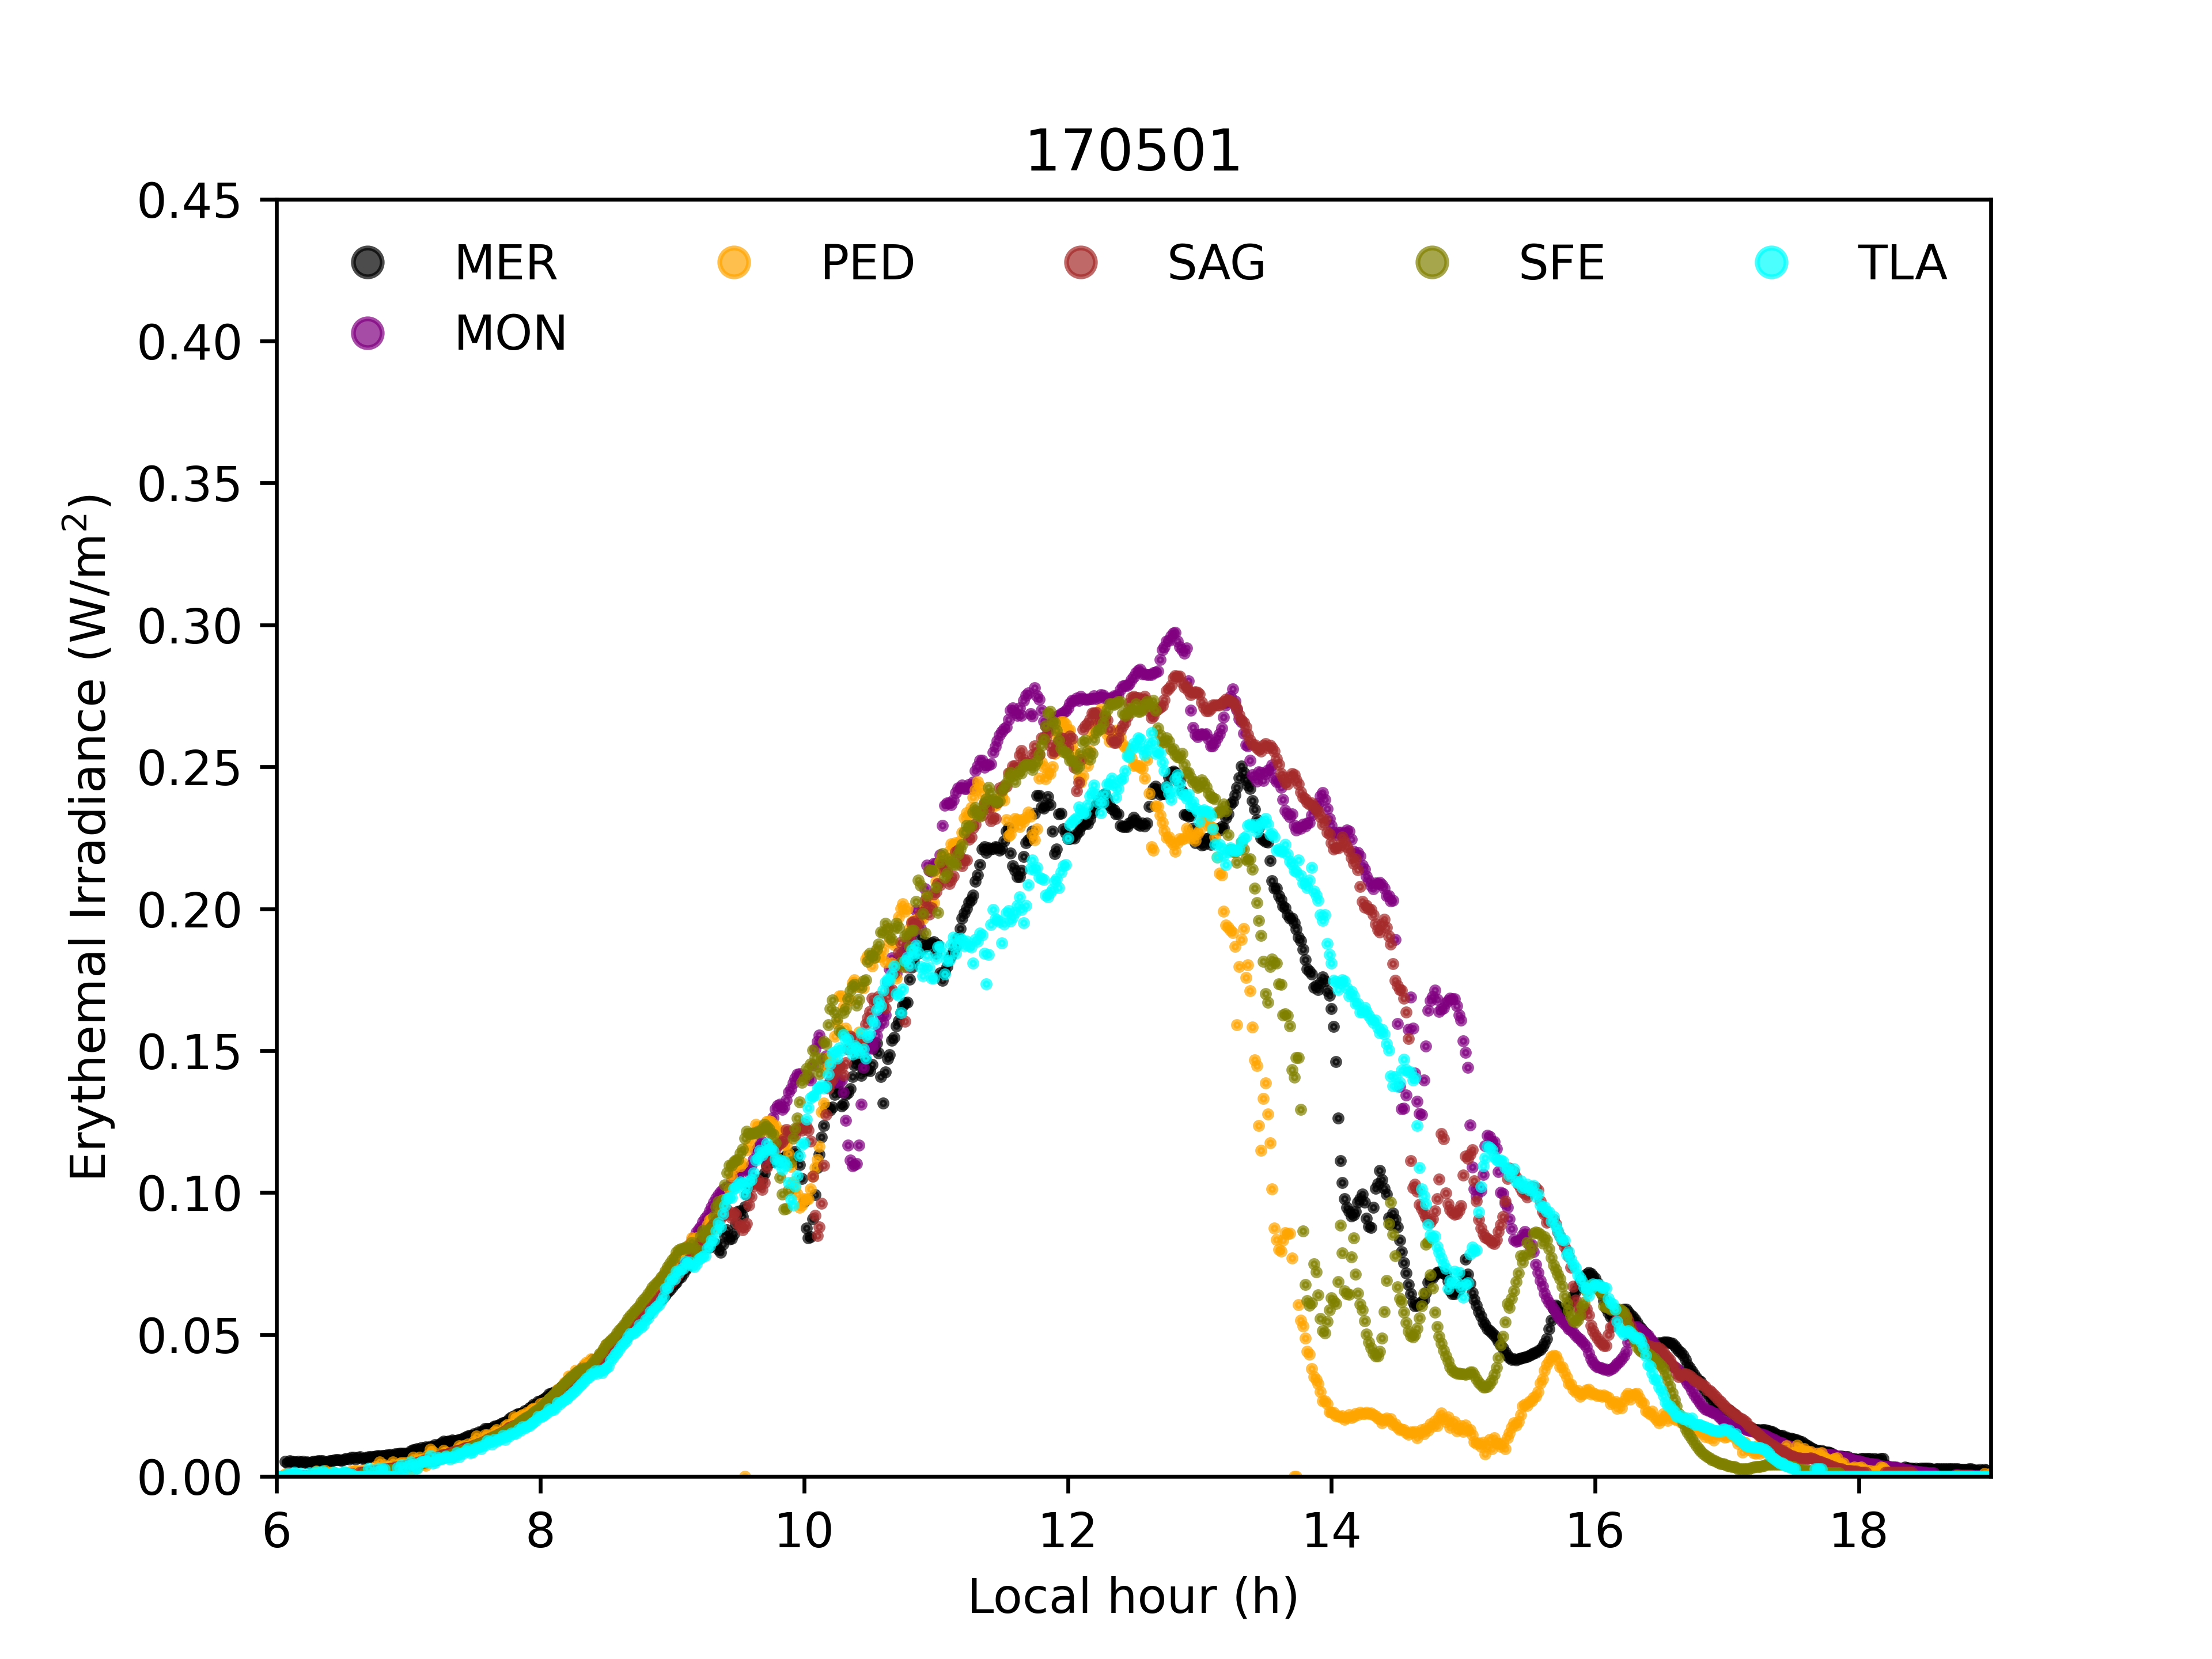 170501
0.45
0.40
0.35
0.30
0.25
0.20
0.15
0.10
0.05
0.00
Erythemal Irradiance (W/m²)
MER PED SAG SFE TLA
MON
6 8 10 12 14 16 18
Local hour (h)